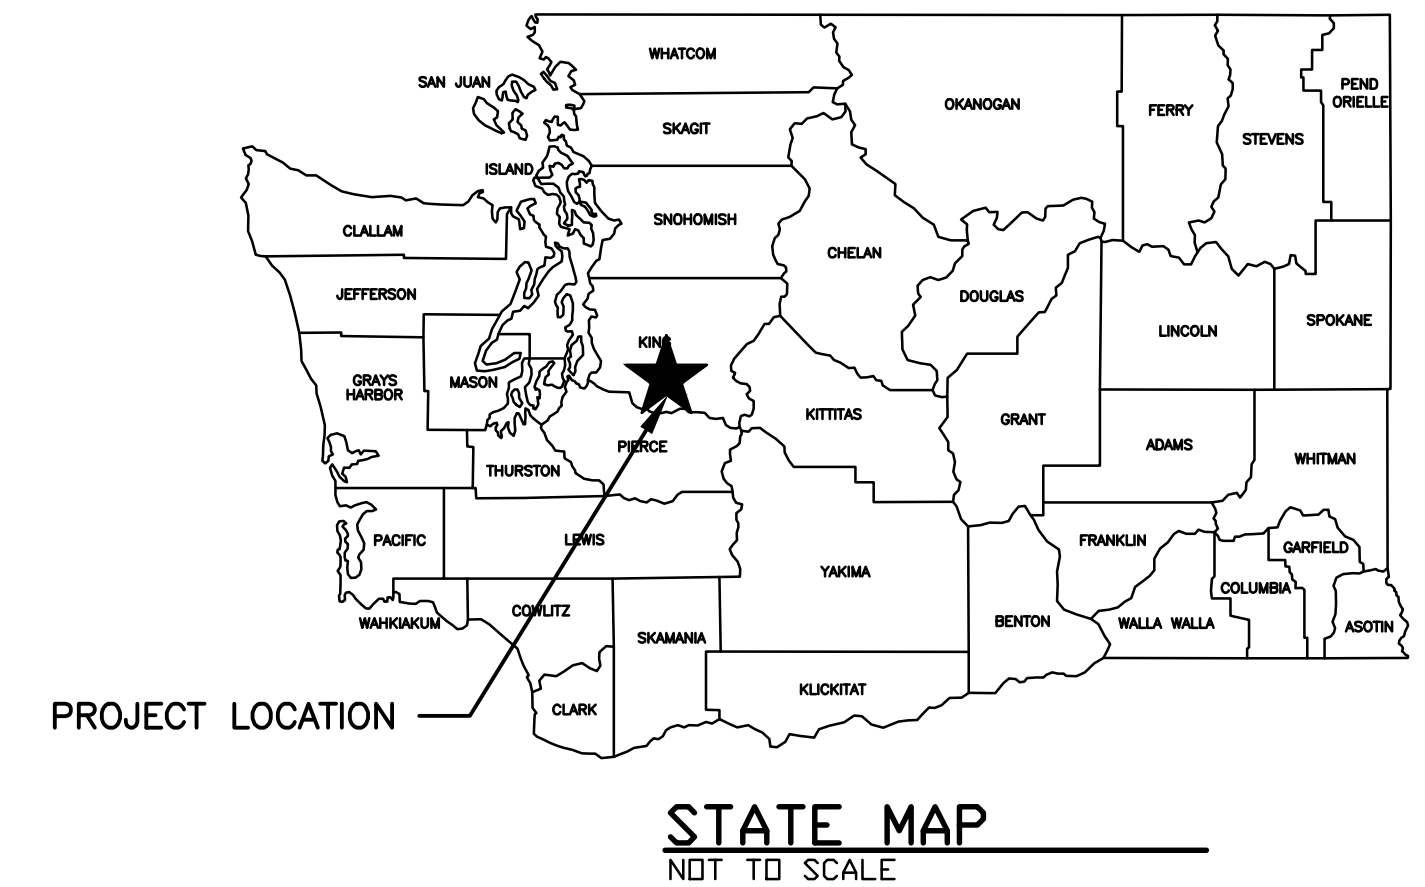 WHATCOM
SAN JUAN
PEND
ORIELLE
OKANOGAN
FERRY
SKAGIT
STEVENS
ISLAND
SNOHOMISH
CLALLAM
CHELAN
JEFFERSON
DOUGLAS
SPOKANE
LINCOLN
KING
GRAYS
HARBOR
MASON
KITTITAS
GRANT
PIERCE
ADAMS
WHITMAN
THURSTON
PACIFIC
LEWIS
FRANKLIN
GARFIELD
YAKIMA
COLUMBIA
COWLITZ
WAHKIAKUM
BENTON
WALLA WALLA
ASOTIN
SKAMANIA
KLICKITAT
CLARK
PROJECT LOCATION
STATE MAP
NOT TO SCALE